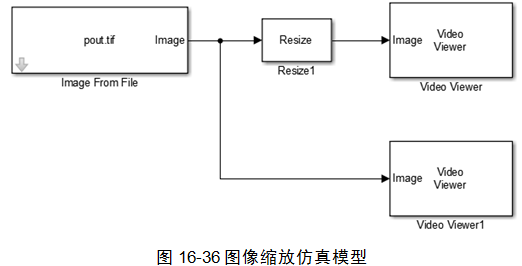 pout.tif
Image
Image From File
Resize
Resize1
Image
Video
Viewer
Video Viewer
Image
Video
Viewer
Video Viewer1
图 16-36 图像缩放仿真模型